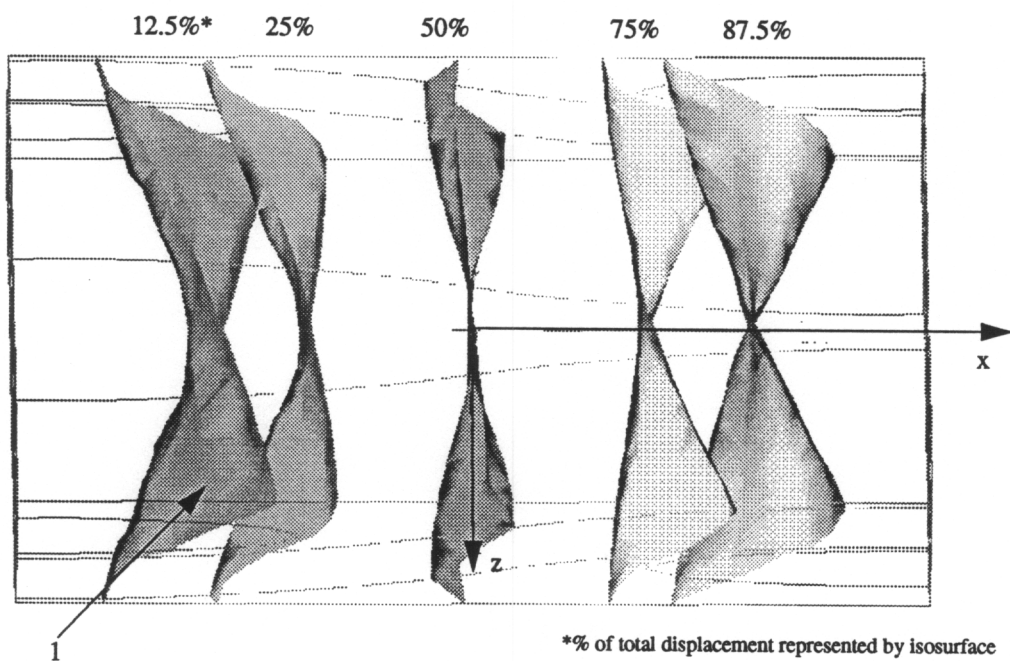 12.5%* 25% 50% 75% 87.5%
x
z
1
*% of total displacement represented by isosurface